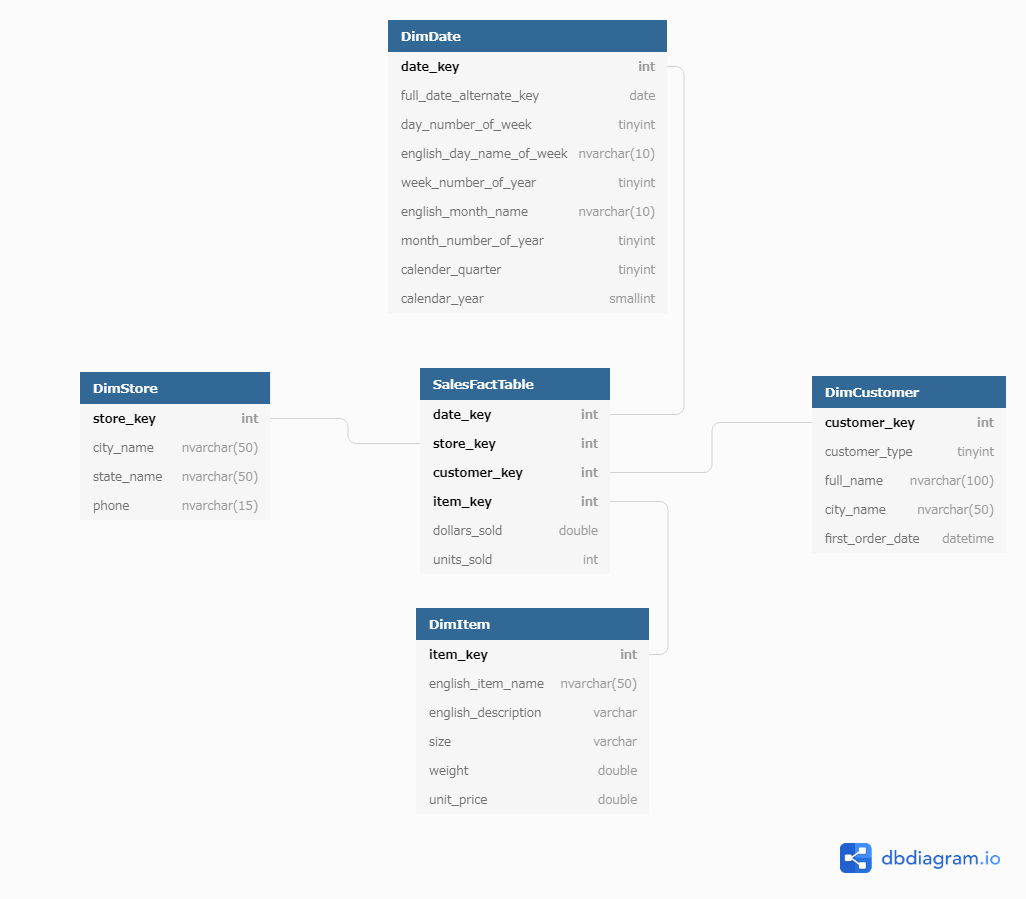 DimDate
date_key int
full_date_alternate_key date
day_number_of_week tinyint
english_day_name_of_week nvarchar(10)
week_number_of_year tinyint
english_month_name nvarchar(10)
month_number_of_year tinyint
calender_quarter tinyint
calendar_year smallint
DimStore
store_key int
city_name nvarchar(50)
state_name nvarchar(50)
phone nvarchar(15)
SalesFactTable
date_key int
store_key int
customer_key int
item_key int
dollars_sold double
units_sold int
DimCustomer
customer_key int
customer_type tinyint
full_name nvarchar(100)
city_name nvarchar(50)
first_order_date datetime
DimItem
item_key int
english_item_name nvarchar(50)
english_description varchar
size varchar
weight double
unit_price double
dbdiagram.io